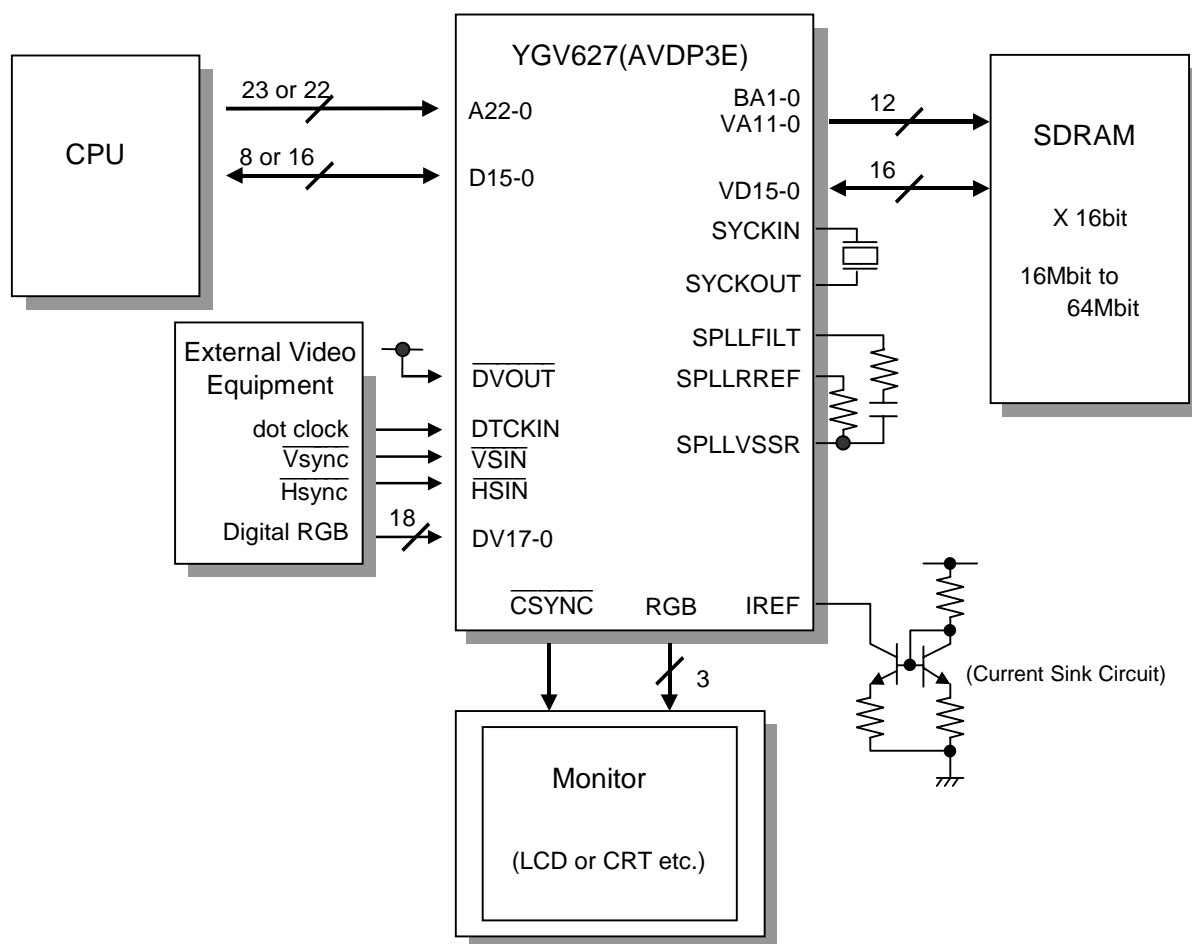 YGV627(AVDP3E)
CPU
23 or 22
A22-0
8 or 16
D15-0
BA1-0
VA11-0
12
VD15-0
16
SDRAM
X 16bit
16Mbit to
64Mbit
SYCKIN
SYCKOUT
SPLLFILT
SPLLRREF
SPLLVSSR
External Video
Equipment
dot clock
Vsync
Hsync
Digital RGB
18
DVOUT
DTCKIN
VSIN
HSIN
DV17-0
CSYNC
RGB
IREF
3
(Current Sink Circuit)
Monitor
(LCD or CRT etc.)